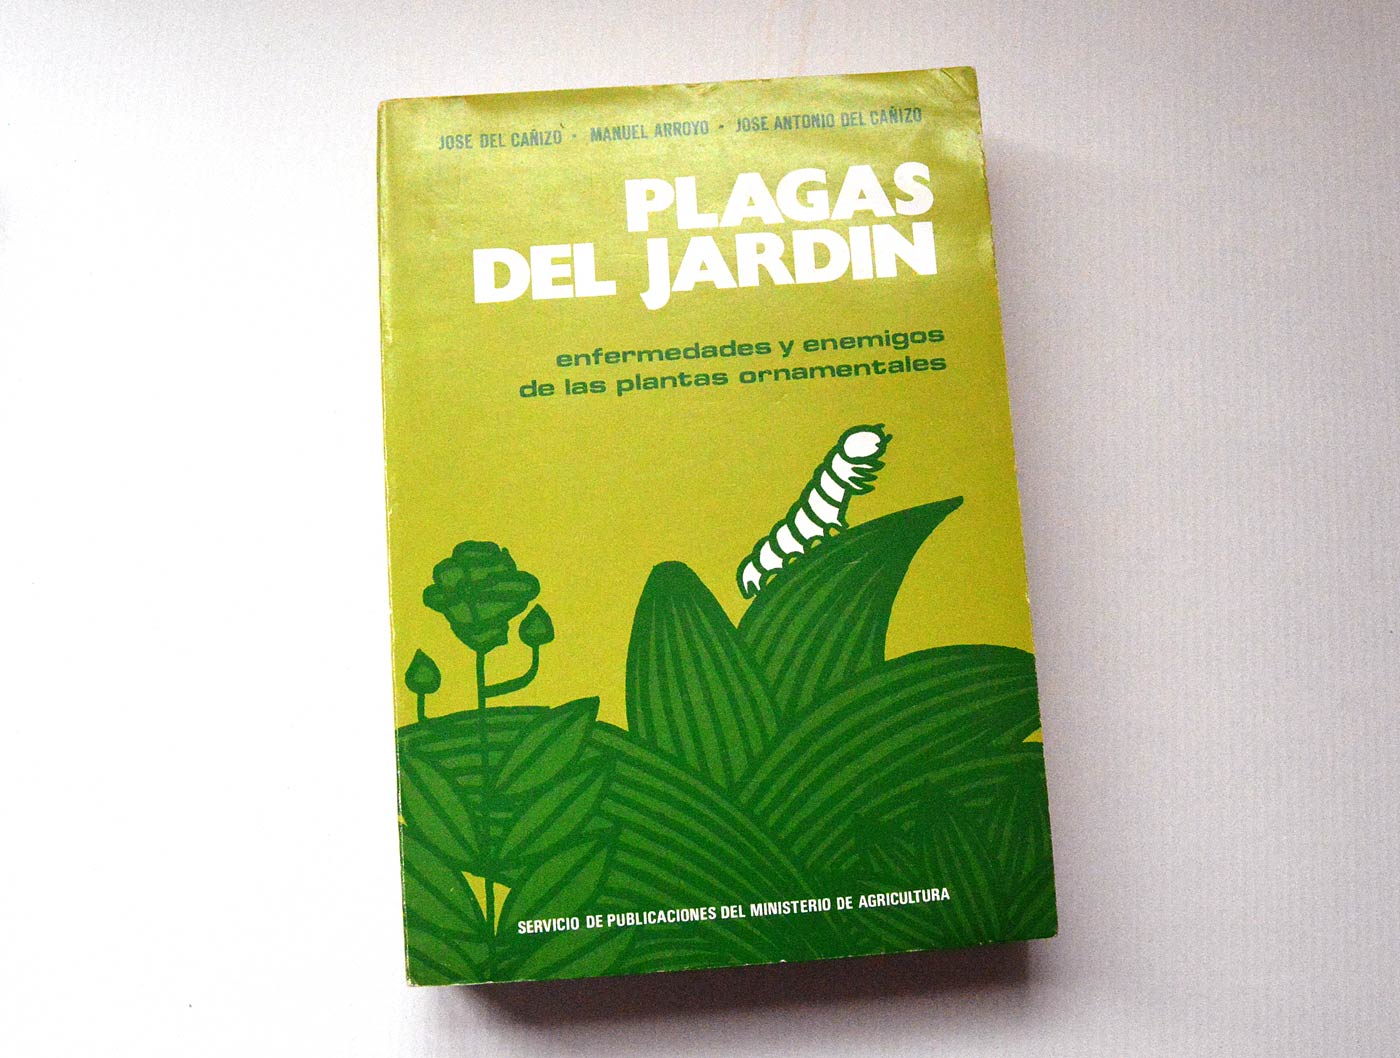 JOSE DEL CAÑIZO · MANUEL ARROYO · JOSE ANTONIO DEL CAÑIZO
PLAGAS
DEL JARDIN
enfermedades y enemigos
de las plantas ornamentales
SERVICIO DE PUBLICACIONES DEL MINISTERIO DE AGRICULTURA